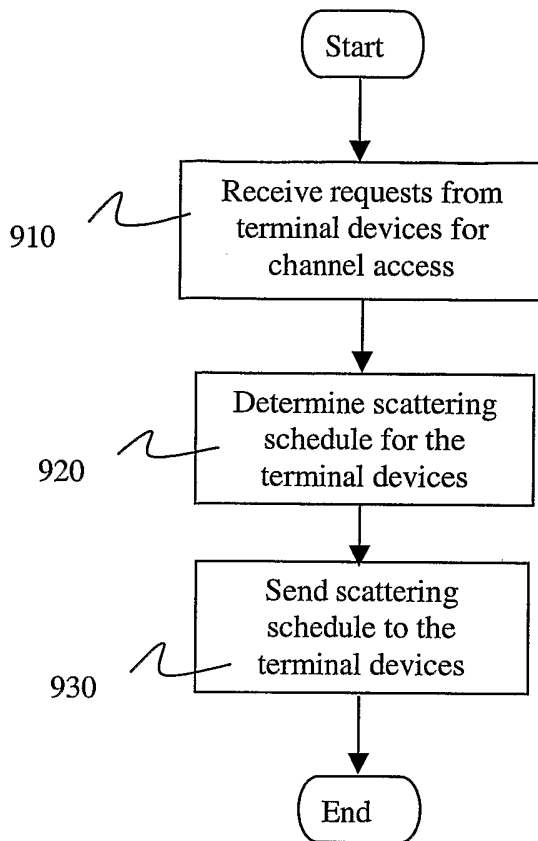 Start
Receive requests from
terminal devices for
channel access
910
Determine scattering
schedule for the
terminal devices
920
Send scattering
schedule to the
terminal devices
930
End